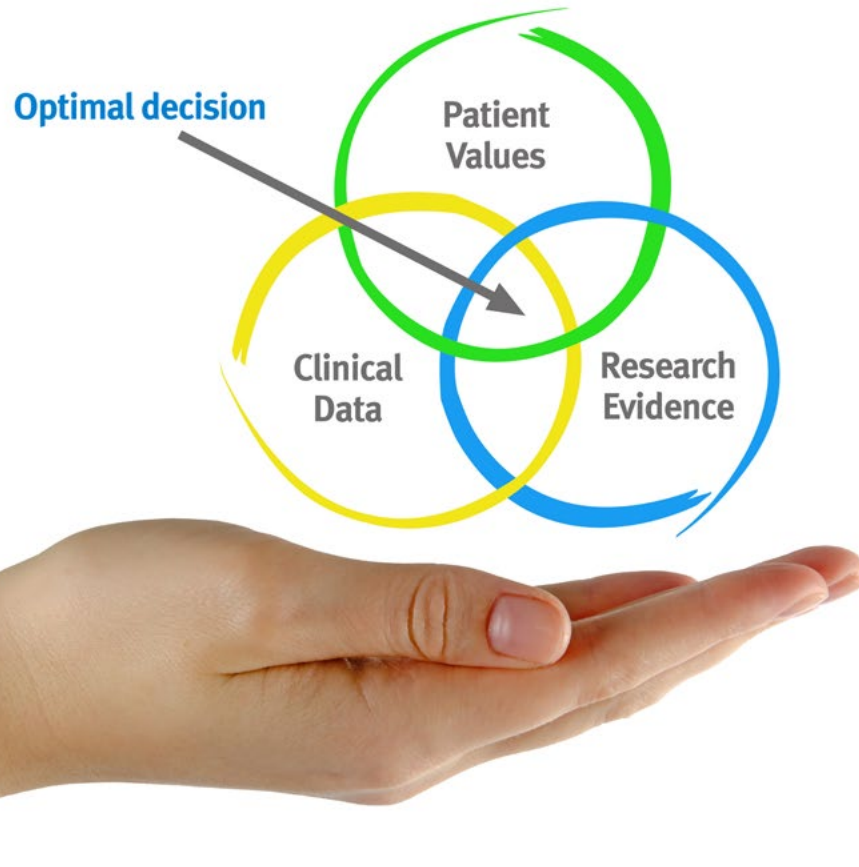 Optimal decision
Patient
Values
Clinical
Data
Research
Evidence